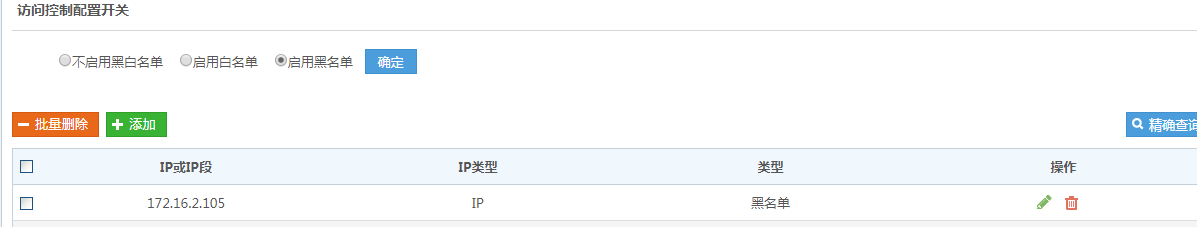 访问控制配置开关
不启用黑白名单 启用白名单 启用黑名单 确定
批量删除 添加 精确查询
IP或IP段 IP类型 类型 操作
172.16.2.105 IP 黑名单